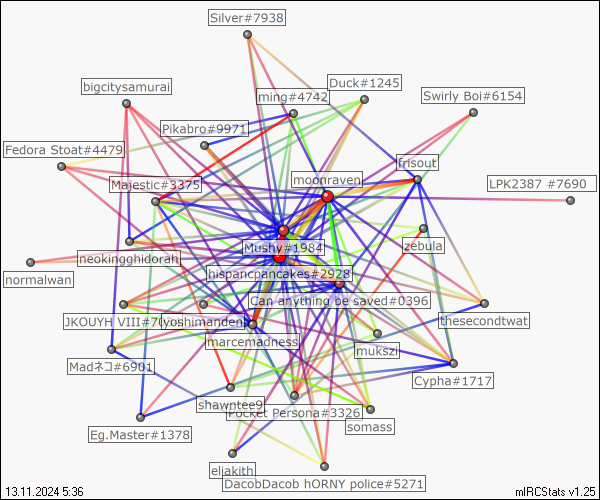 Silver#7938
bigcitysamurai
Duck#1245
ming#4742
Swirly Boi#6154
Pikabro#9971
Fedora Stoat#4479
frisout
moonraven
Majestic#3375
LPK2387 #7690
Mushy#1984
zebula
neokingghidorah
hispancpancakes#2928
normalwan
Can anything be saved#0396
JKOUYH VIII#7
lyoshimanden
thesecondtwat
marcemadness
mukszi
Madネコ#6901
Cypha#1717
shawntee9
Pocket Persona#3326
somass
Eg.Master#1378
eliakith
DacobDacob hORNY police#5271
13.11.2024 5:36
mIRCStats v1.25